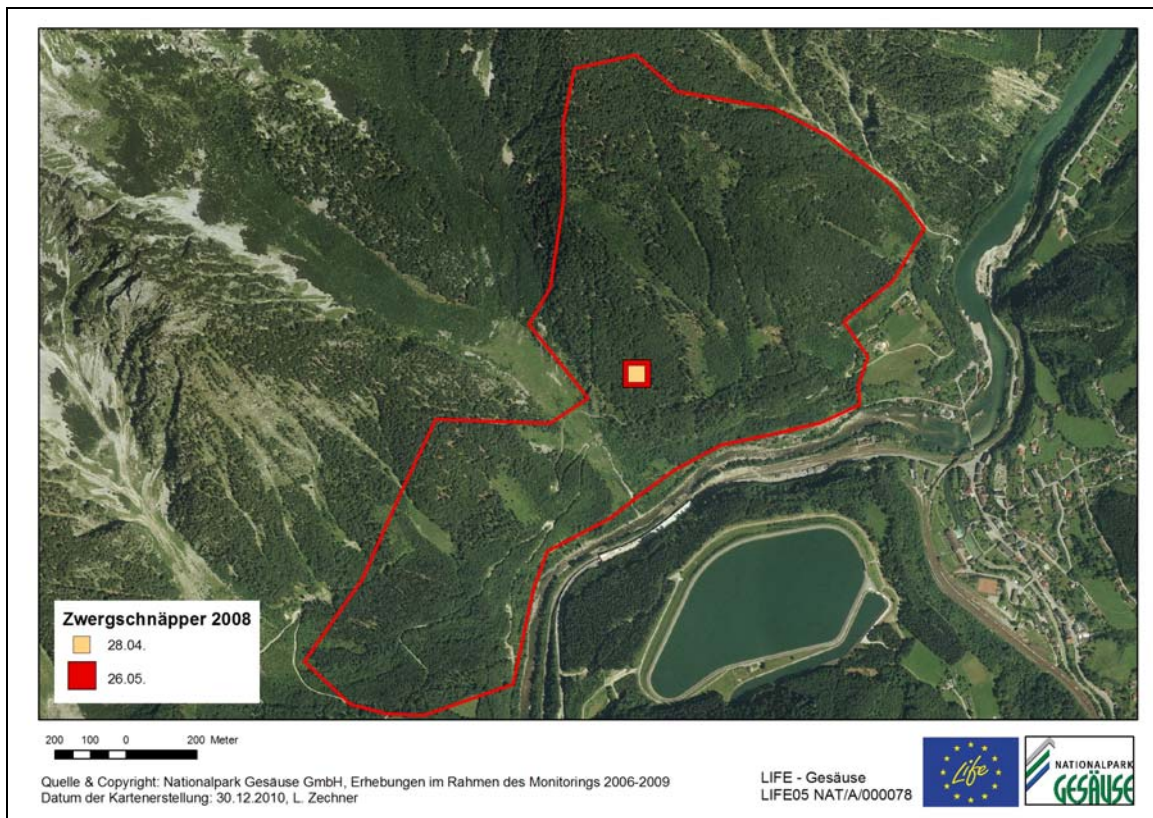 Zwergschnäpper 2008
28.04.
26.05.
200 100 0 200 Meter
Quelle & Copyright: Nationalpark Gesäuse GmbH, Erhebungen im Rahmen des Monitorings 2006-2009
Datum der Kartenerstellung: 30.12.2010, L. Zechner
LIFE - Gesäuse
LIFE05 NAT/A/000078
Life
NATIONALPARK
GESÄUSE